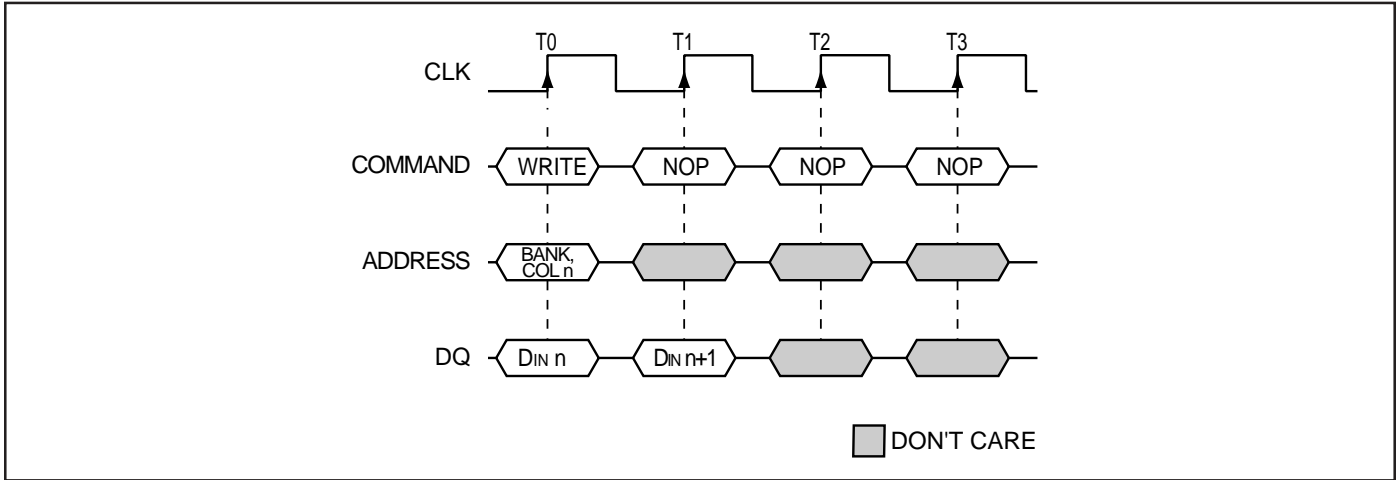 T0 T1 T2 T3
CLK
COMMAND WRITE NOP NOP NOP
ADDRESS BANK,
COL n
DQ DIN n DIN n+1
DON'T CARE